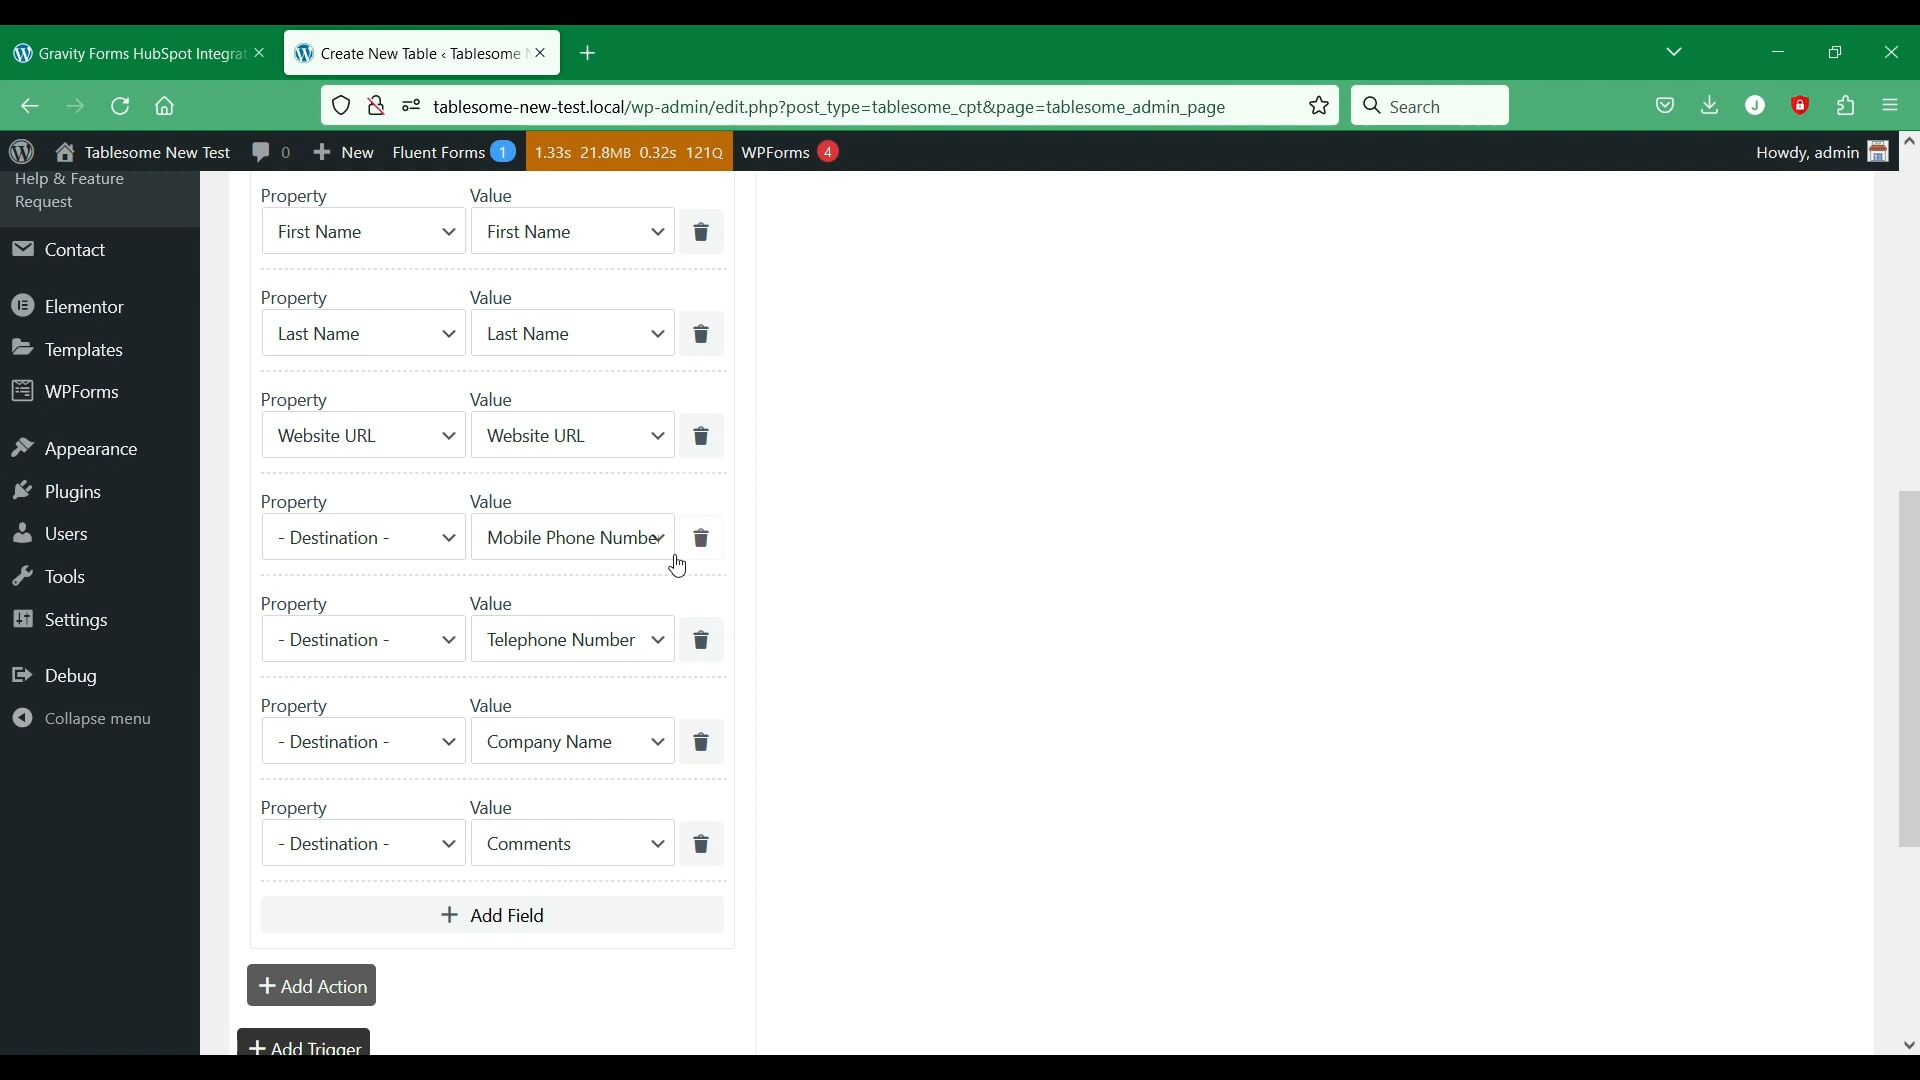 Gravity Forms HubSpot Integrat
Create New Table ‹ Tablesome
tablesome-new-test.local/wp-admin/edit.php?post_type=tablesome_cpt&page=tablesome_admin_page
Search
Tablesome New Test 0 New Fluent Forms 1 1.33s 21.8MB 0.32s 121Q WPForms 4 Howdy, admin
Help & Feature
Request
Contact
Elementor
Templates
WPForms
Appearance
Plugins
Users
Tools
Settings
Debug
Collapse menu
Property Value
First Name First Name
Property Value
Last Name Last Name
Property Value
Website URL Website URL
Property Value
- Destination - Mobile Phone Number
Property Value
- Destination - Telephone Number
Property Value
- Destination - Company Name
Property Value
- Destination - Comments
Add Field
Add Action
Add Trigger